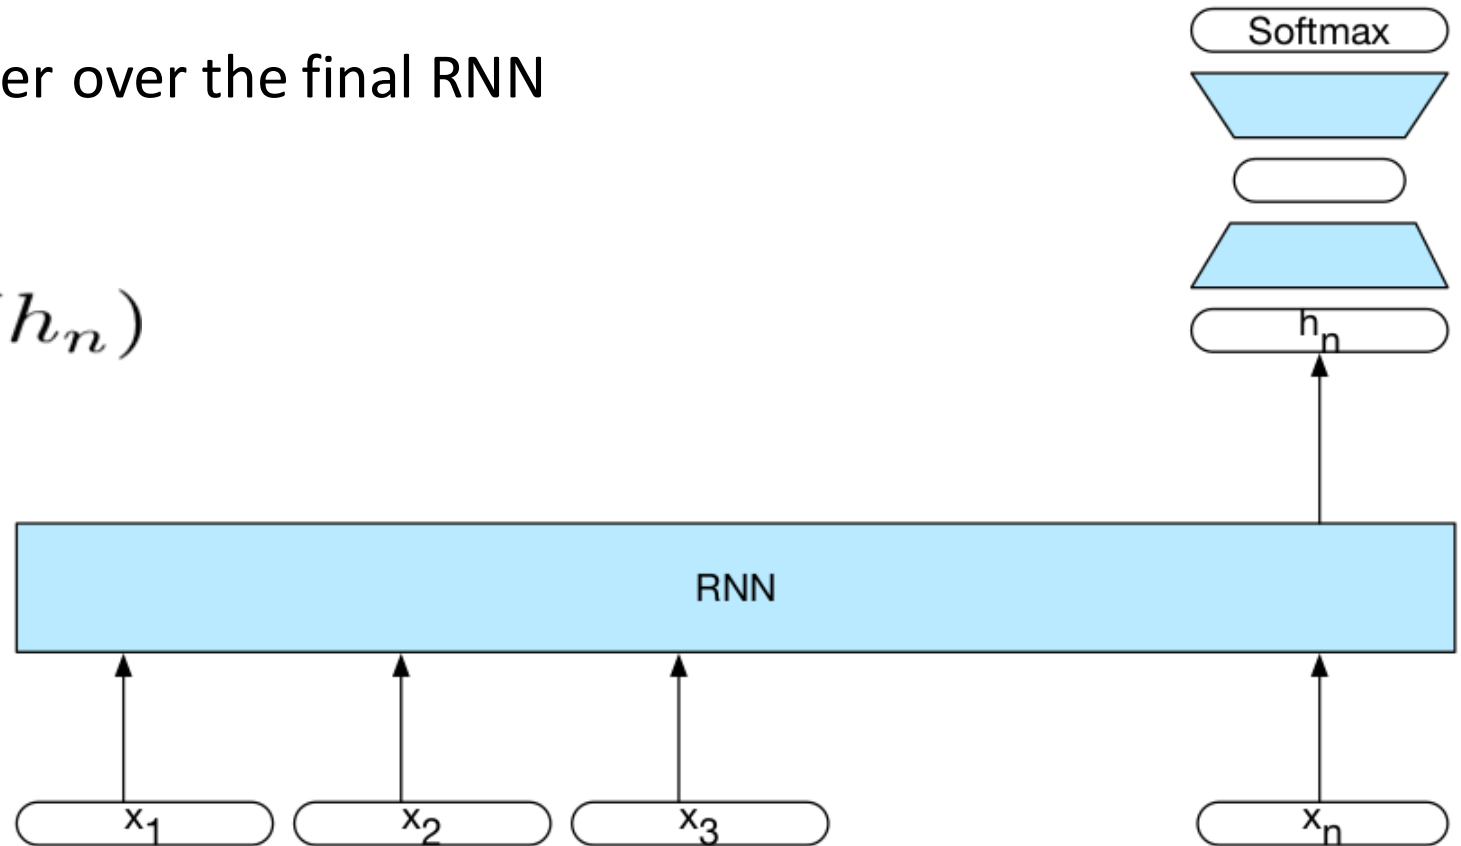 Softmax
er over the final RNN
hₙ)
hₙ
RNN
x₁ x₂ x₃ xₙ